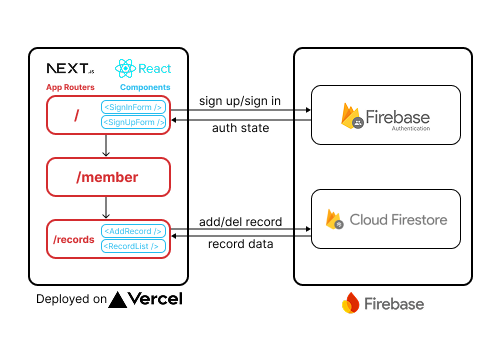 NEXT.JS
React
App Routers
Components
/
<SignInForm />
<SignUpForm />
/member
/records
<AddRecord />
<RecordList />
Deployed on Vercel
sign up/sign in
auth state
add/del record
record data
Firebase
Authentication
Cloud Firestore
Firebase